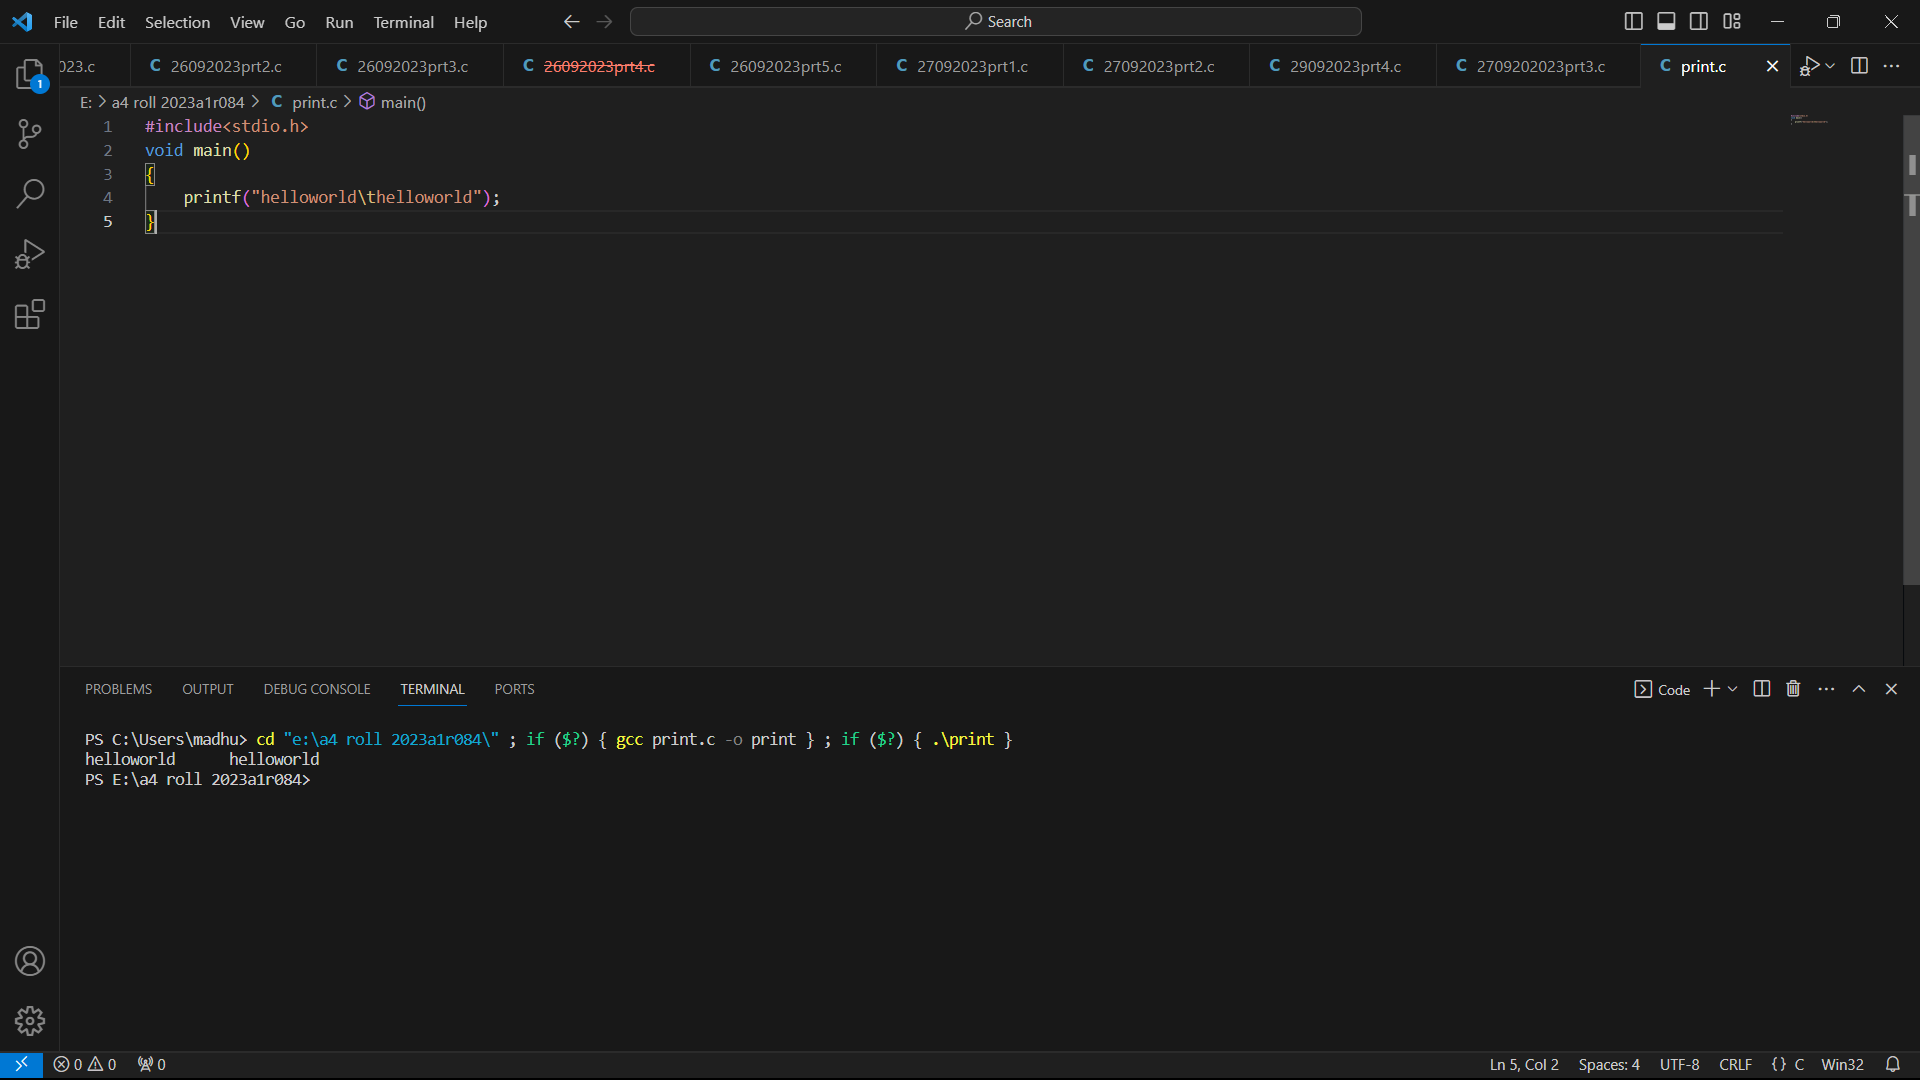 File Edit Selection View Go Run Terminal Help Search
023.c C 26092023prt2.c C 26092023prt3.c C 26092023prt4.c C 26092023prt5.c C 27092023prt1.c C 27092023prt2.c C 29092023prt4.c C 2709202023prt3.c C print.c
1
E: > a4 roll 2023a1r084 > C print.c > main()
1 #include<stdio.h>
2 void main()
3 {
4 printf("helloworld\thelloworld");
5 }
PROBLEMS OUTPUT DEBUG CONSOLE TERMINAL PORTS Code
PS C:\Users\madhu> cd "e:\a4 roll 2023a1r084\" ; if ($?) { gcc print.c -o print } ; if ($?) { .\print }
helloworld helloworld
PS E:\a4 roll 2023a1r084>
0 0 0 Ln 5, Col 2 Spaces: 4 UTF-8 CRLF {} C Win32